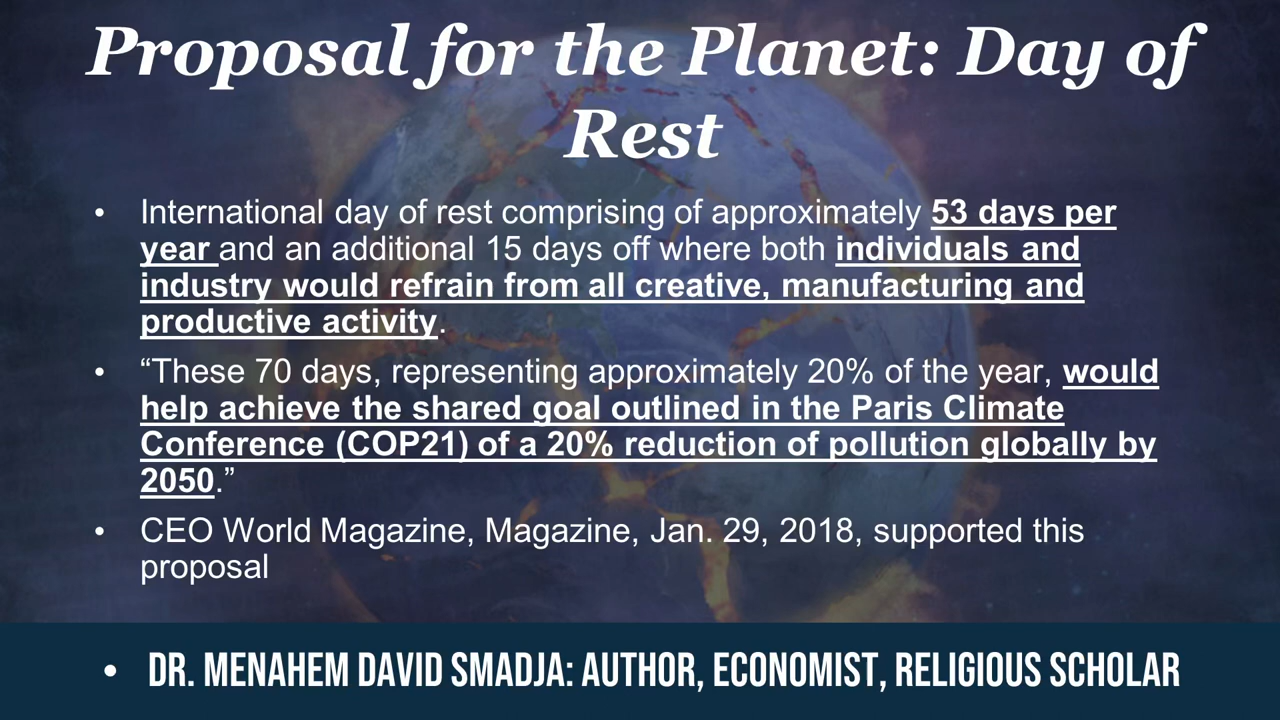 Proposal for the Planet: Day of
Rest
• International day of rest comprising of approximately 53 days per
year and an additional 15 days off where both individuals and
industry would refrain from all creative, manufacturing and
productive activity.
• “These 70 days, representing approximately 20% of the year, would
help achieve the shared goal outlined in the Paris Climate
Conference (COP21) of a 20% reduction of pollution globally by
2050.”
• CEO World Magazine, Magazine, Jan. 29, 2018, supported this
proposal
• DR. MENAHEM DAVID SMADJA: AUTHOR, ECONOMIST, RELIGIOUS SCHOLAR